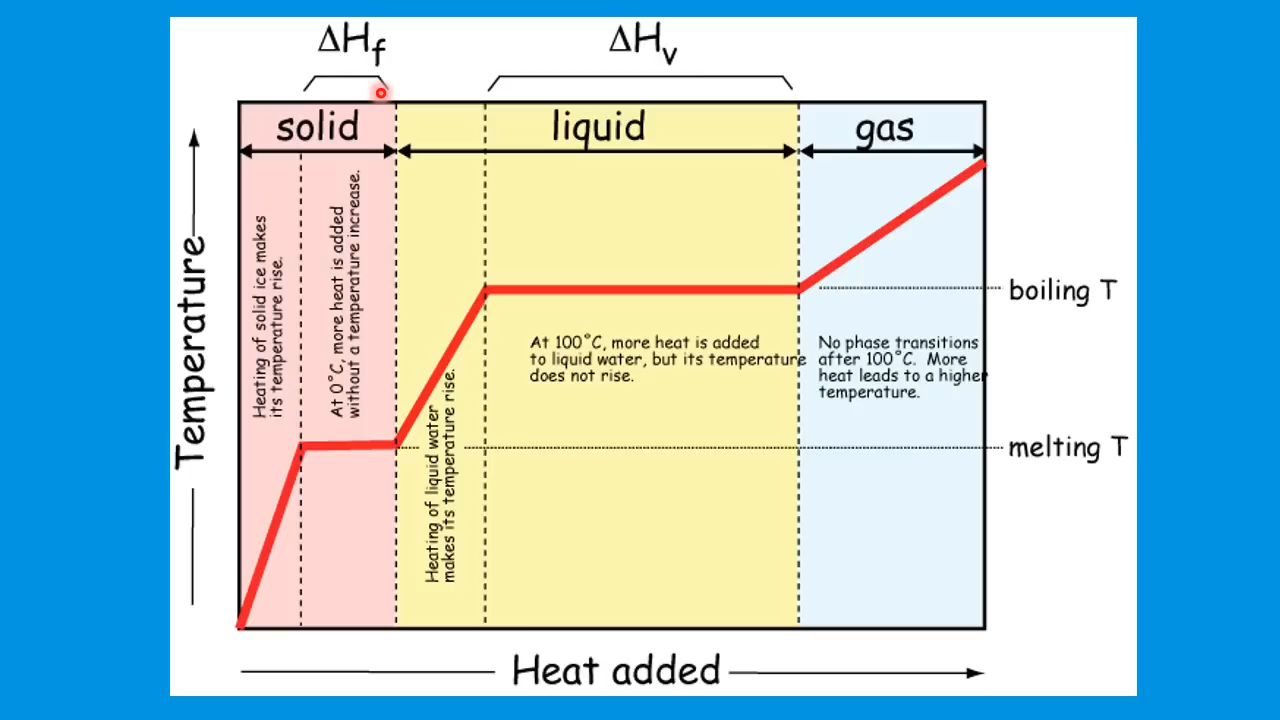 ΔHf
ΔHv
solid
liquid
gas
Temperature
Heating of solid ice makes
its temperature rise.
At 0˚C, more heat is added
without a temperature increase.
Heating of liquid water
makes its temperature rise.
At 100˚C, more heat is added
to liquid water, but its temperature
does not rise.
No phase transitions
after 100˚C. More
heat leads to a higher
temperature.
boiling T
melting T
Heat added